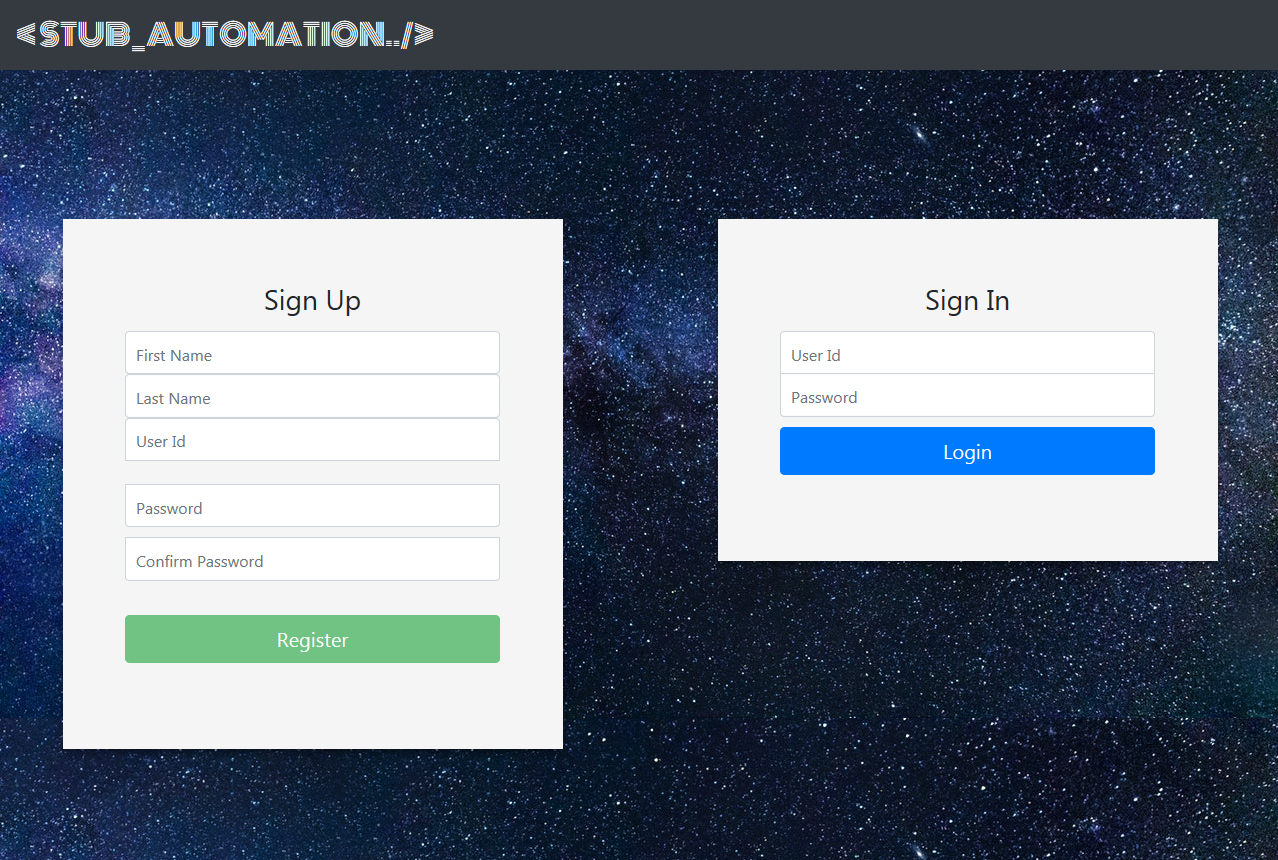 <STUB_AUTOMATION../>
Sign Up
First Name
Last Name
User Id
Password
Confirm Password
Register
Sign In
User Id
Password
Login